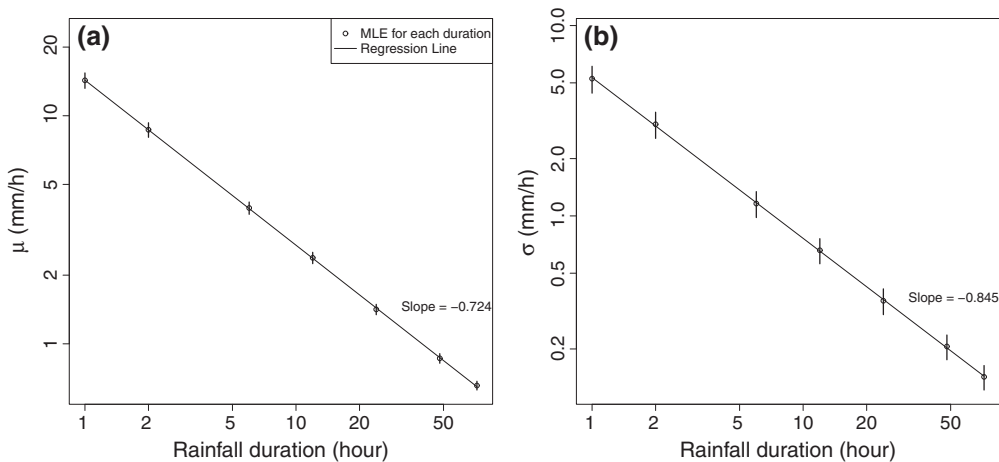 (a)
MLE for each duration
Regression Line
20
10
5
2
1
μ (mm/h)
Slope = −0.724
1 2 5 10 20 50
Rainfall duration (hour)
(b)
10.0
5.0
2.0
1.0
0.5
0.2
σ (mm/h)
Slope = −0.845
1 2 5 10 20 50
Rainfall duration (hour)